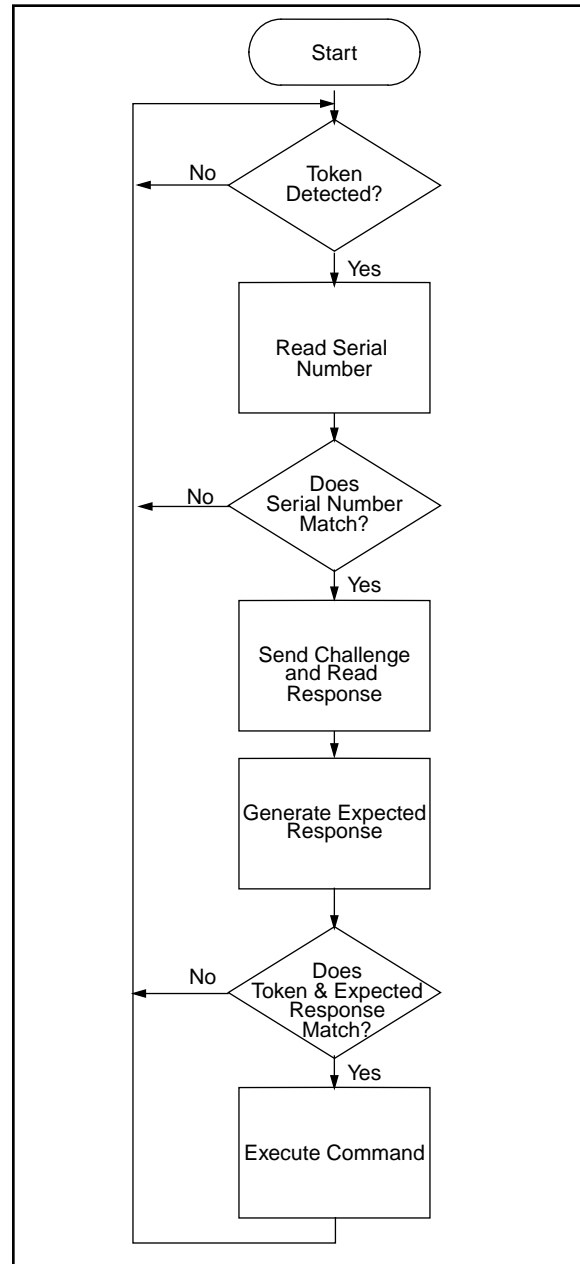 Start
Token
Detected?
No
Yes
Read Serial
Number
Does
Serial Number
Match?
No
Yes
Send Challenge
and Read
Response
Generate Expected
Response
Does
Token & Expected
Response
Match?
No
Yes
Execute Command